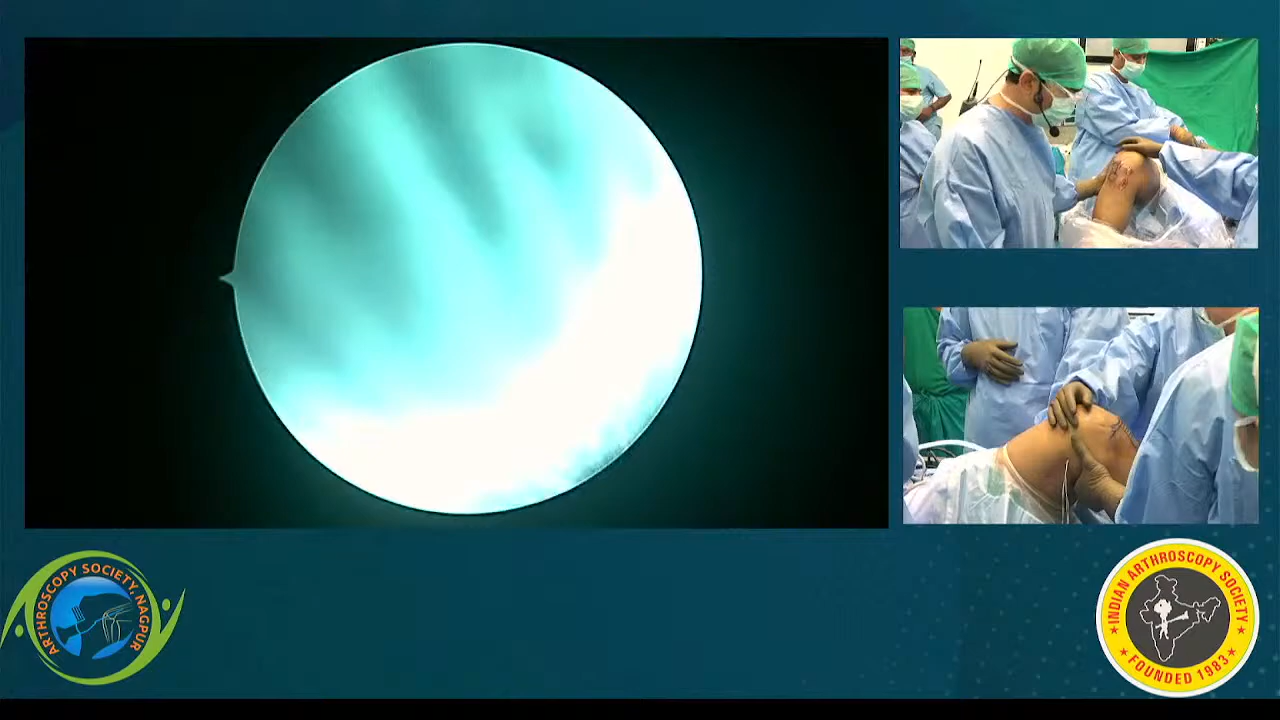 ARTHROSCOPY SOCIETY, NAGPUR
INDIAN ARTHROSCOPY SOCIETY
FOUNDED 1983